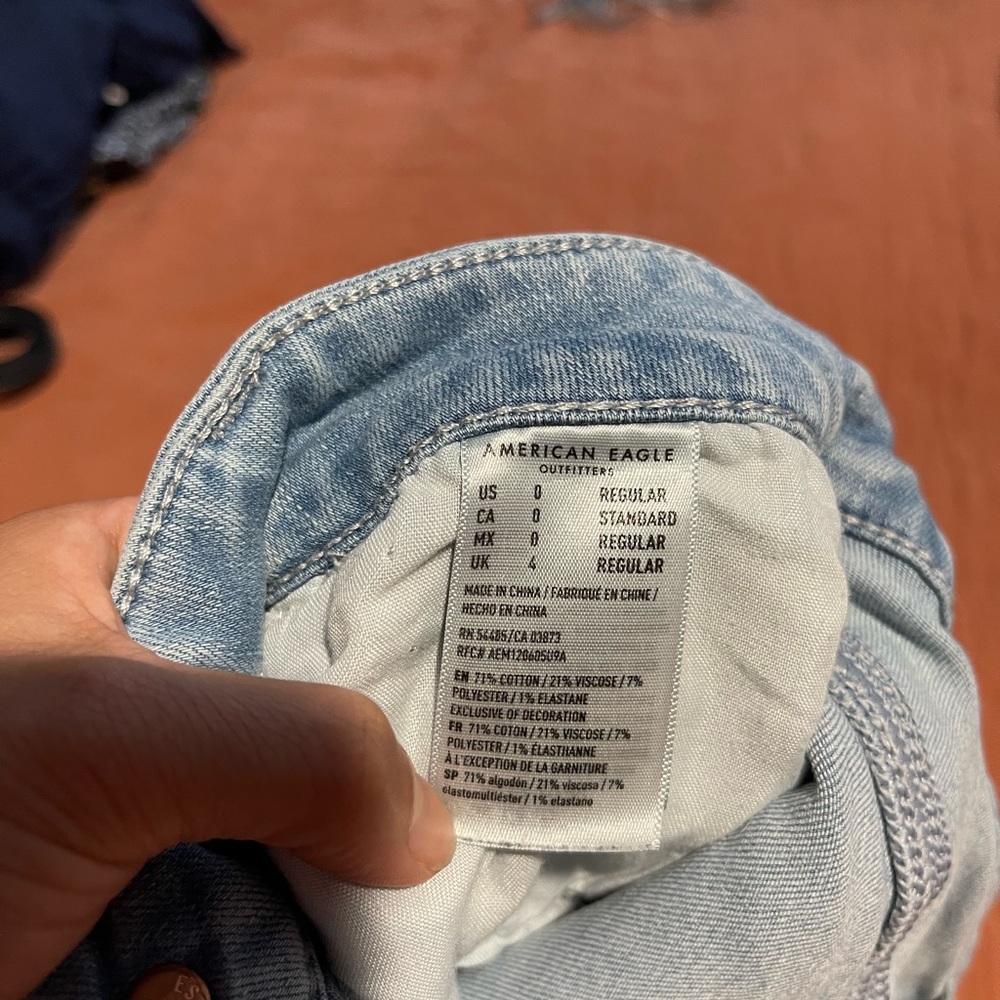 AMERICAN EAGLE
OUTFITTERS
US 0 REGULAR
CA 0 STANDARD
MX 0 REGULAR
UK 4 REGULAR
MADE IN CHINA / FABRIQUÉ EN CHINE /
HECHO EN CHINA
RN 54485/CA 03873
RFC# AEM120605U9A
EN 71% COTTON / 21% VISCOSE / 7%
POLYESTER / 1% ELASTANE
EXCLUSIVE OF DECORATION
FR 71% COTON / 21% VISCOSE / 7%
POLYESTER / 1% ÉLASTHANNE
À L'EXCEPTION DE LA GARNITURE
SP 71% algodón / 21% viscosa / 7%
elastomultiéster / 1% elastano
ES